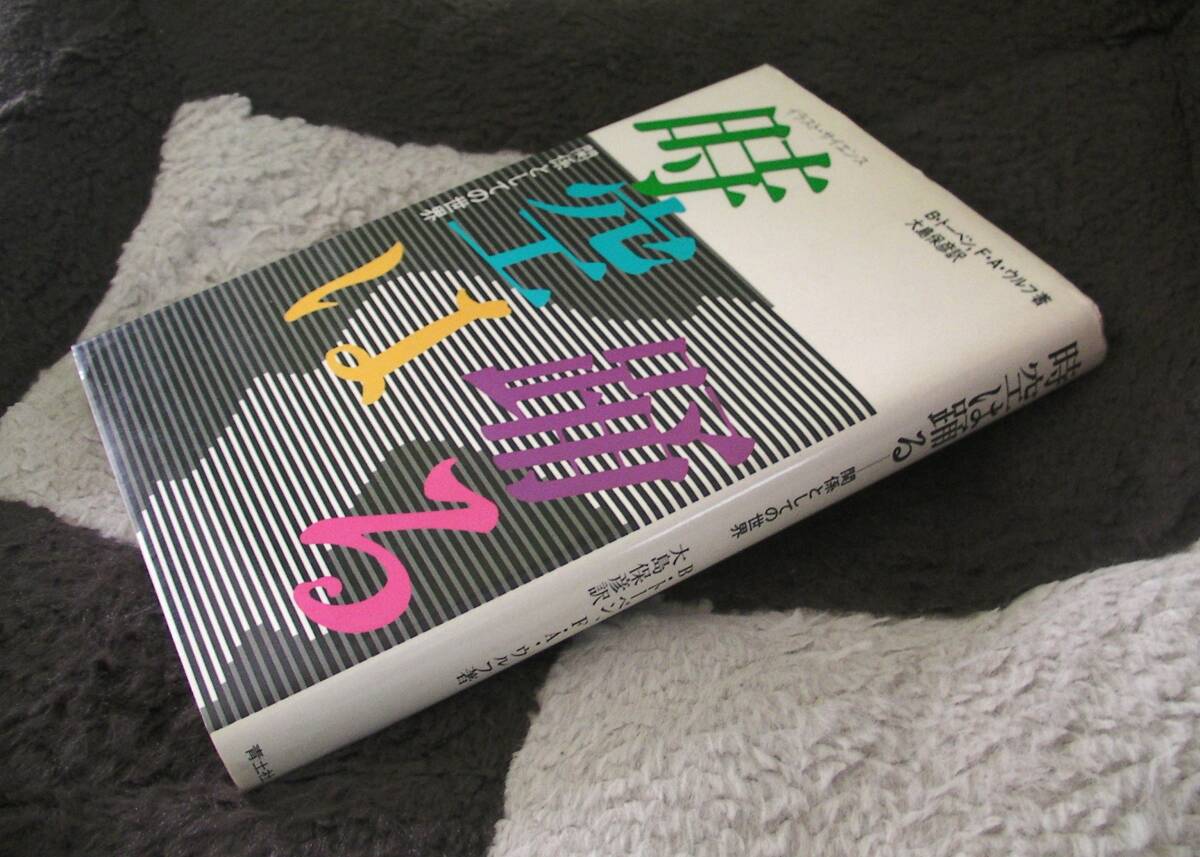 イラスト・サイエンス
時空は踊る
関係としての世界
B・トーベン、F・A・ウルフ著
大島保彦訳
時空は踊る——関係としての世界
B・トーベン、F・A・ウルフ著
大島保彦訳
青土社